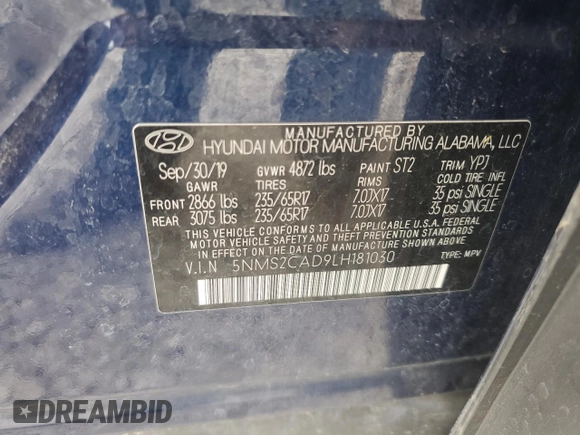 MANUFACTURED BY
HYUNDAI MOTOR MANUFACTURING ALABAMA, LLC
Sep/30/19 GVWR 4872 lbs PAINT ST2 TRIM YPJ
GAWR TIRES RIMS COLD TIRE INFL.
FRONT 2866 lbs 235/65R17 7.0JX17 35 psi SINGLE
REAR 3075 lbs 235/65R17 7.0JX17 35 psi SINGLE
THIS VEHICLE CONFORMS TO ALL APPLICABLE U.S.A. FEDERAL
MOTOR VEHICLE SAFETY AND BUMPER STANDARDS IN
EFFECT ON THE DATE OF MANUFACTURE SHOWN ABOVE.
V.I.N 5NMS2CAD9LH181030 TYPE: MPV
DREAMBID